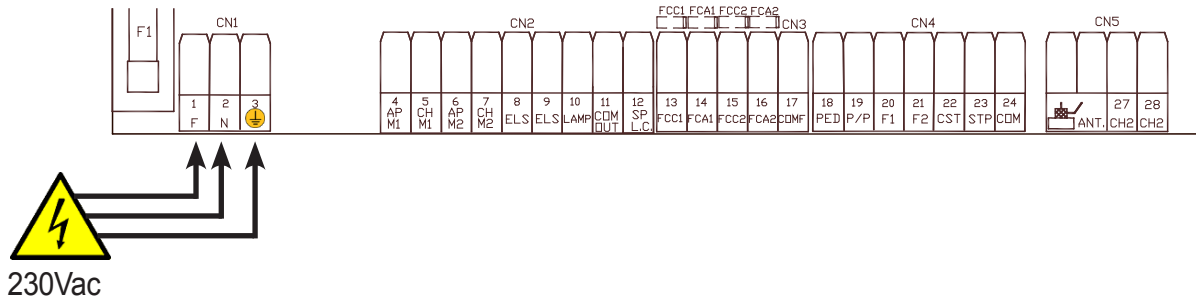 FCC1 FCA1 FCC2 FCA2
F1 CN1 CN2 CN3 CN4 CN5
1 2 3 4 5 6 7 8 9 10 11 12 13 14 15 16 17 18 19 20 21 22 23 24 27 28
F N AP M1 CH M1 AP M2 CH M2 ELS ELS LAMP COM OUT SP L.C. FCC1 FCA1 FCC2 FCA2 COMF PED P/P F1 F2 CST STP COM ANT. CH2 CH2
230Vac